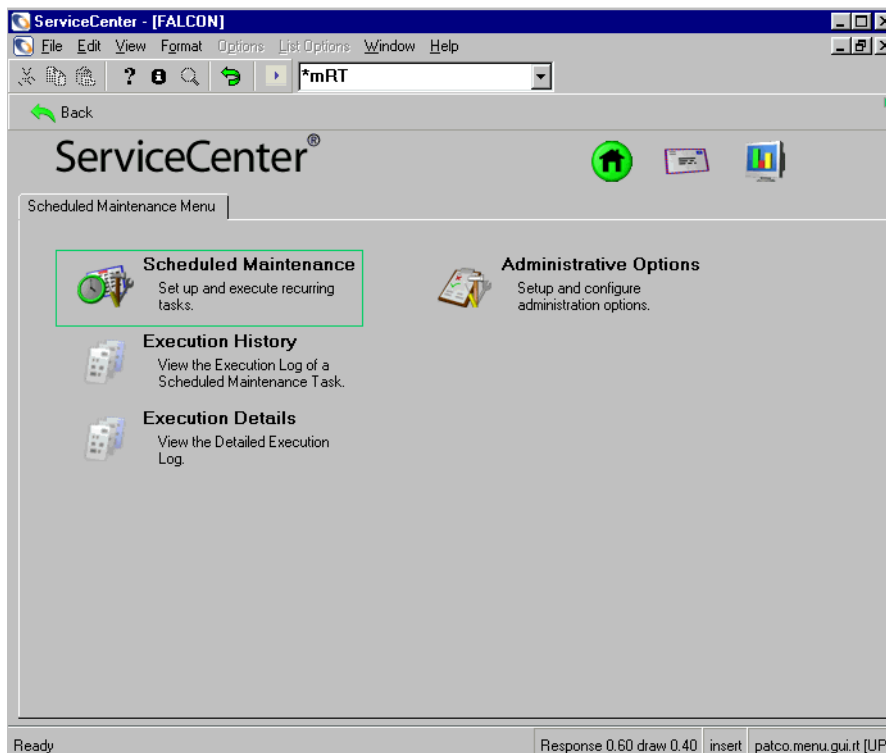 ServiceCenter - [FALCON]
File Edit View Format Options List Options Window Help
*mRT
Back
ServiceCenter®
Scheduled Maintenance Menu
Scheduled Maintenance
Set up and execute recurring
tasks.
Administrative Options
Setup and configure
administration options.
Execution History
View the Execution Log of a
Scheduled Maintenance Task.
Execution Details
View the Detailed Execution
Log.
Ready
Response 0.60 draw 0.40
insert
patco.menu.gui.rt [UP